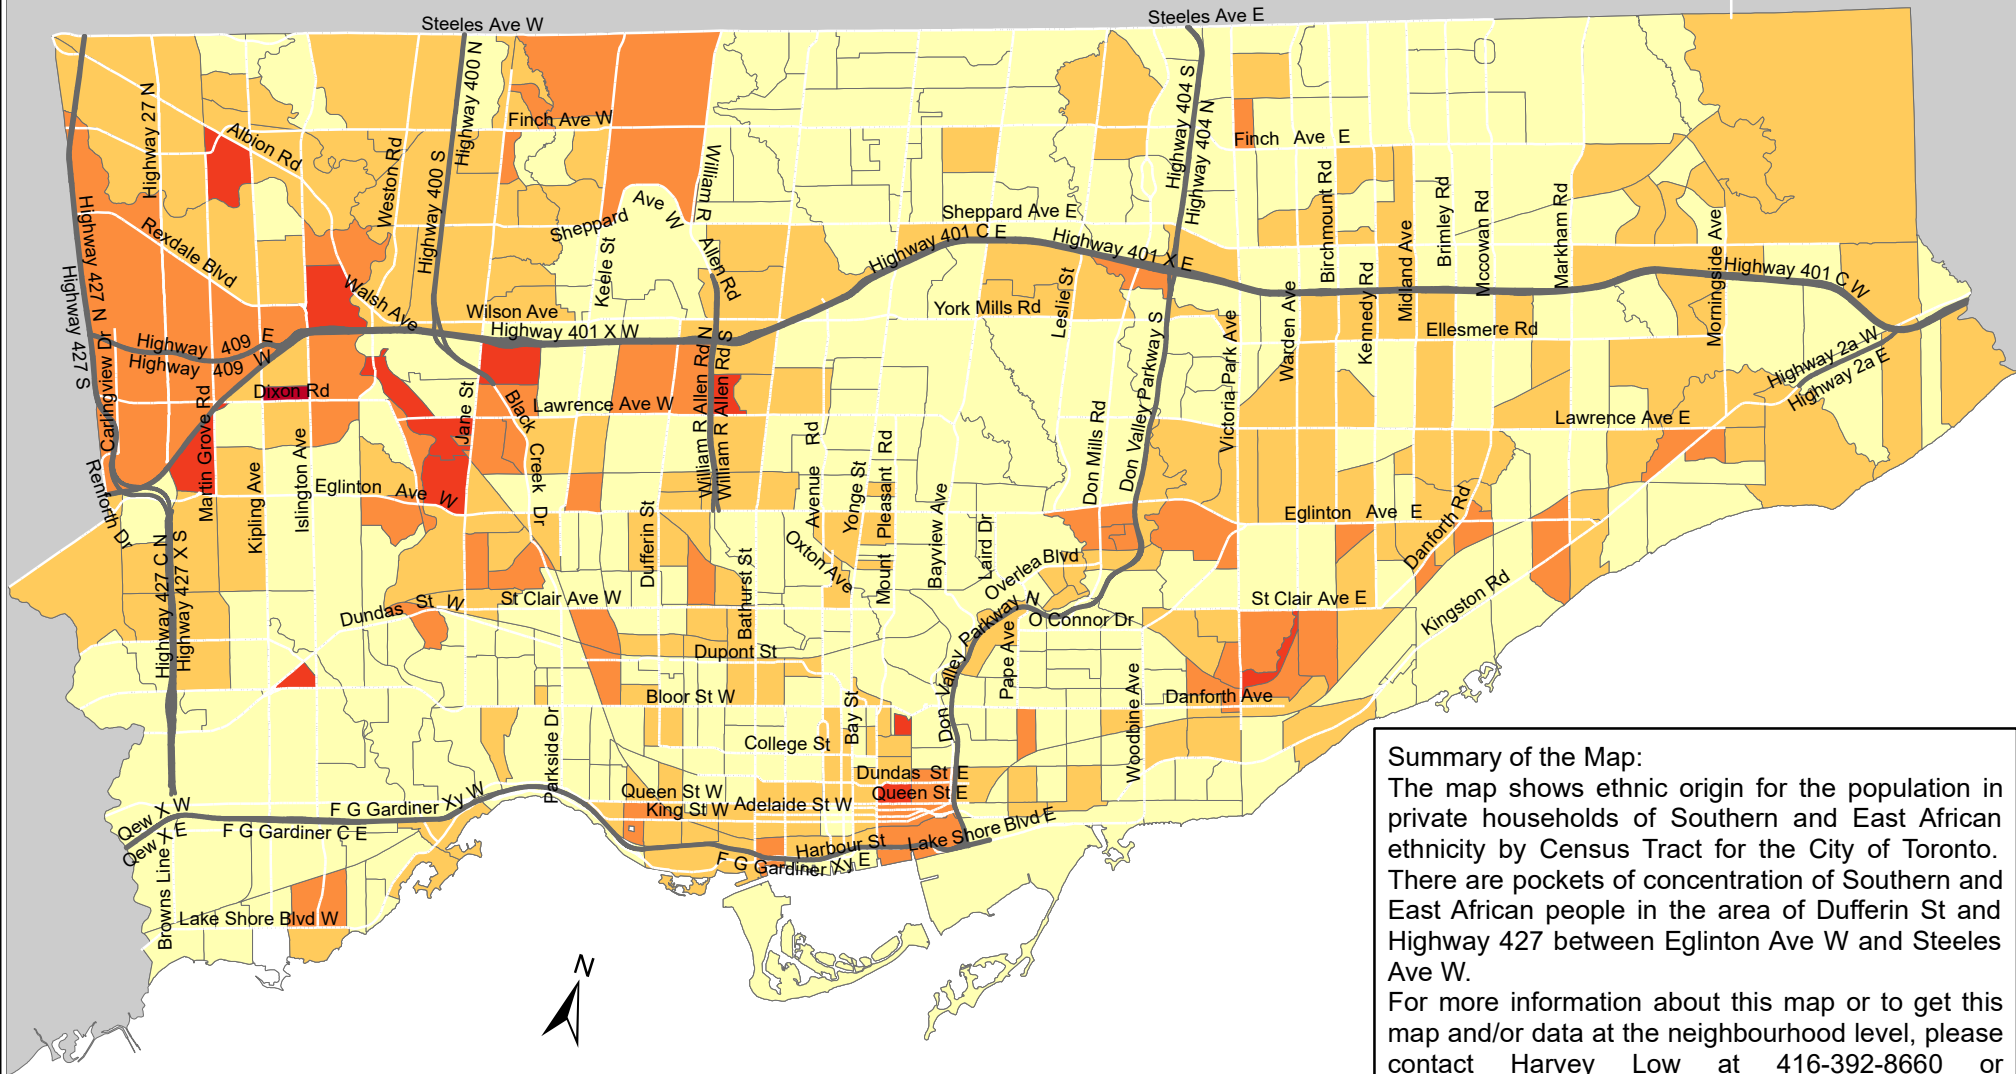 Steeles Ave W
Steeles Ave E
Highway 27 N
Albion Rd
Weston Rd
Highway 400 S
Highway 400 N
Finch Ave W
William R Allen Rd
Highway 404 S
Highway 404 N
Finch Ave E
Birchmount Rd
Midland Ave
Brimley Rd
Mccowan Rd
Markham Rd
Morningside Ave
Highway 427 N
Highway 427 S
Rexdale Blvd
Sheppard Ave W
Keele St
Sheppard Ave E
Highway 401 C E
Highway 401 X E
Highway 401 C W
Walsh Ave
Wilson Ave
Highway 401 X W
York Mills Rd
Leslie St
Warden Ave
Kennedy Rd
Ellesmere Rd
Highway 2a W
Highway 2a E
Highway 409 E
Highway 409 W
Carlingview Dr
Dixon Rd
Martin Grove Rd
Jane St
Black Creek Dr
Lawrence Ave W
William R Allen Rd N
William R Allen Rd S
Don Mills Rd
Don Valley Parkway S
Victoria Park Ave
Lawrence Ave E
Renforth Dr
Kipling Ave
Islington Ave
Eglinton Ave W
Dufferin St
Avenue Rd
Yonge St
Mount Pleasant Rd
Bayview Ave
Laird Dr
Eglinton Ave E
Danforth Rd
Highway 427 C N
Highway 427 X S
Bathurst St
Oxton Ave
Overlea Blvd
Dundas St W
St Clair Ave W
St Clair Ave E
Kingston Rd
Don Valley Parkway N
O Connor Dr
Pape Ave
Dupont St
Bloor St W
Bay St
Woodbine Ave
Danforth Ave
Parkside Dr
College St
Dundas St E
Queen St W
Queen St E
King St W
Adelaide St W
Qew X W
Qew X E
F G Gardiner Xy W
F G Gardiner C E
Harbour St
Lake Shore Blvd E
F G Gardiner Xy E
Browns Line
Lake Shore Blvd W
N
Summary of the Map:
The map shows ethnic origin for the population in
private households of Southern and East African
ethnicity by Census Tract for the City of Toronto.
There are pockets of concentration of Southern and
East African people in the area of Dufferin St and
Highway 427 between Eglinton Ave W and Steeles
Ave W.
For more information about this map or to get this
map and/or data at the neighbourhood level, please
contact Harvey Low at 416-392-8660 or